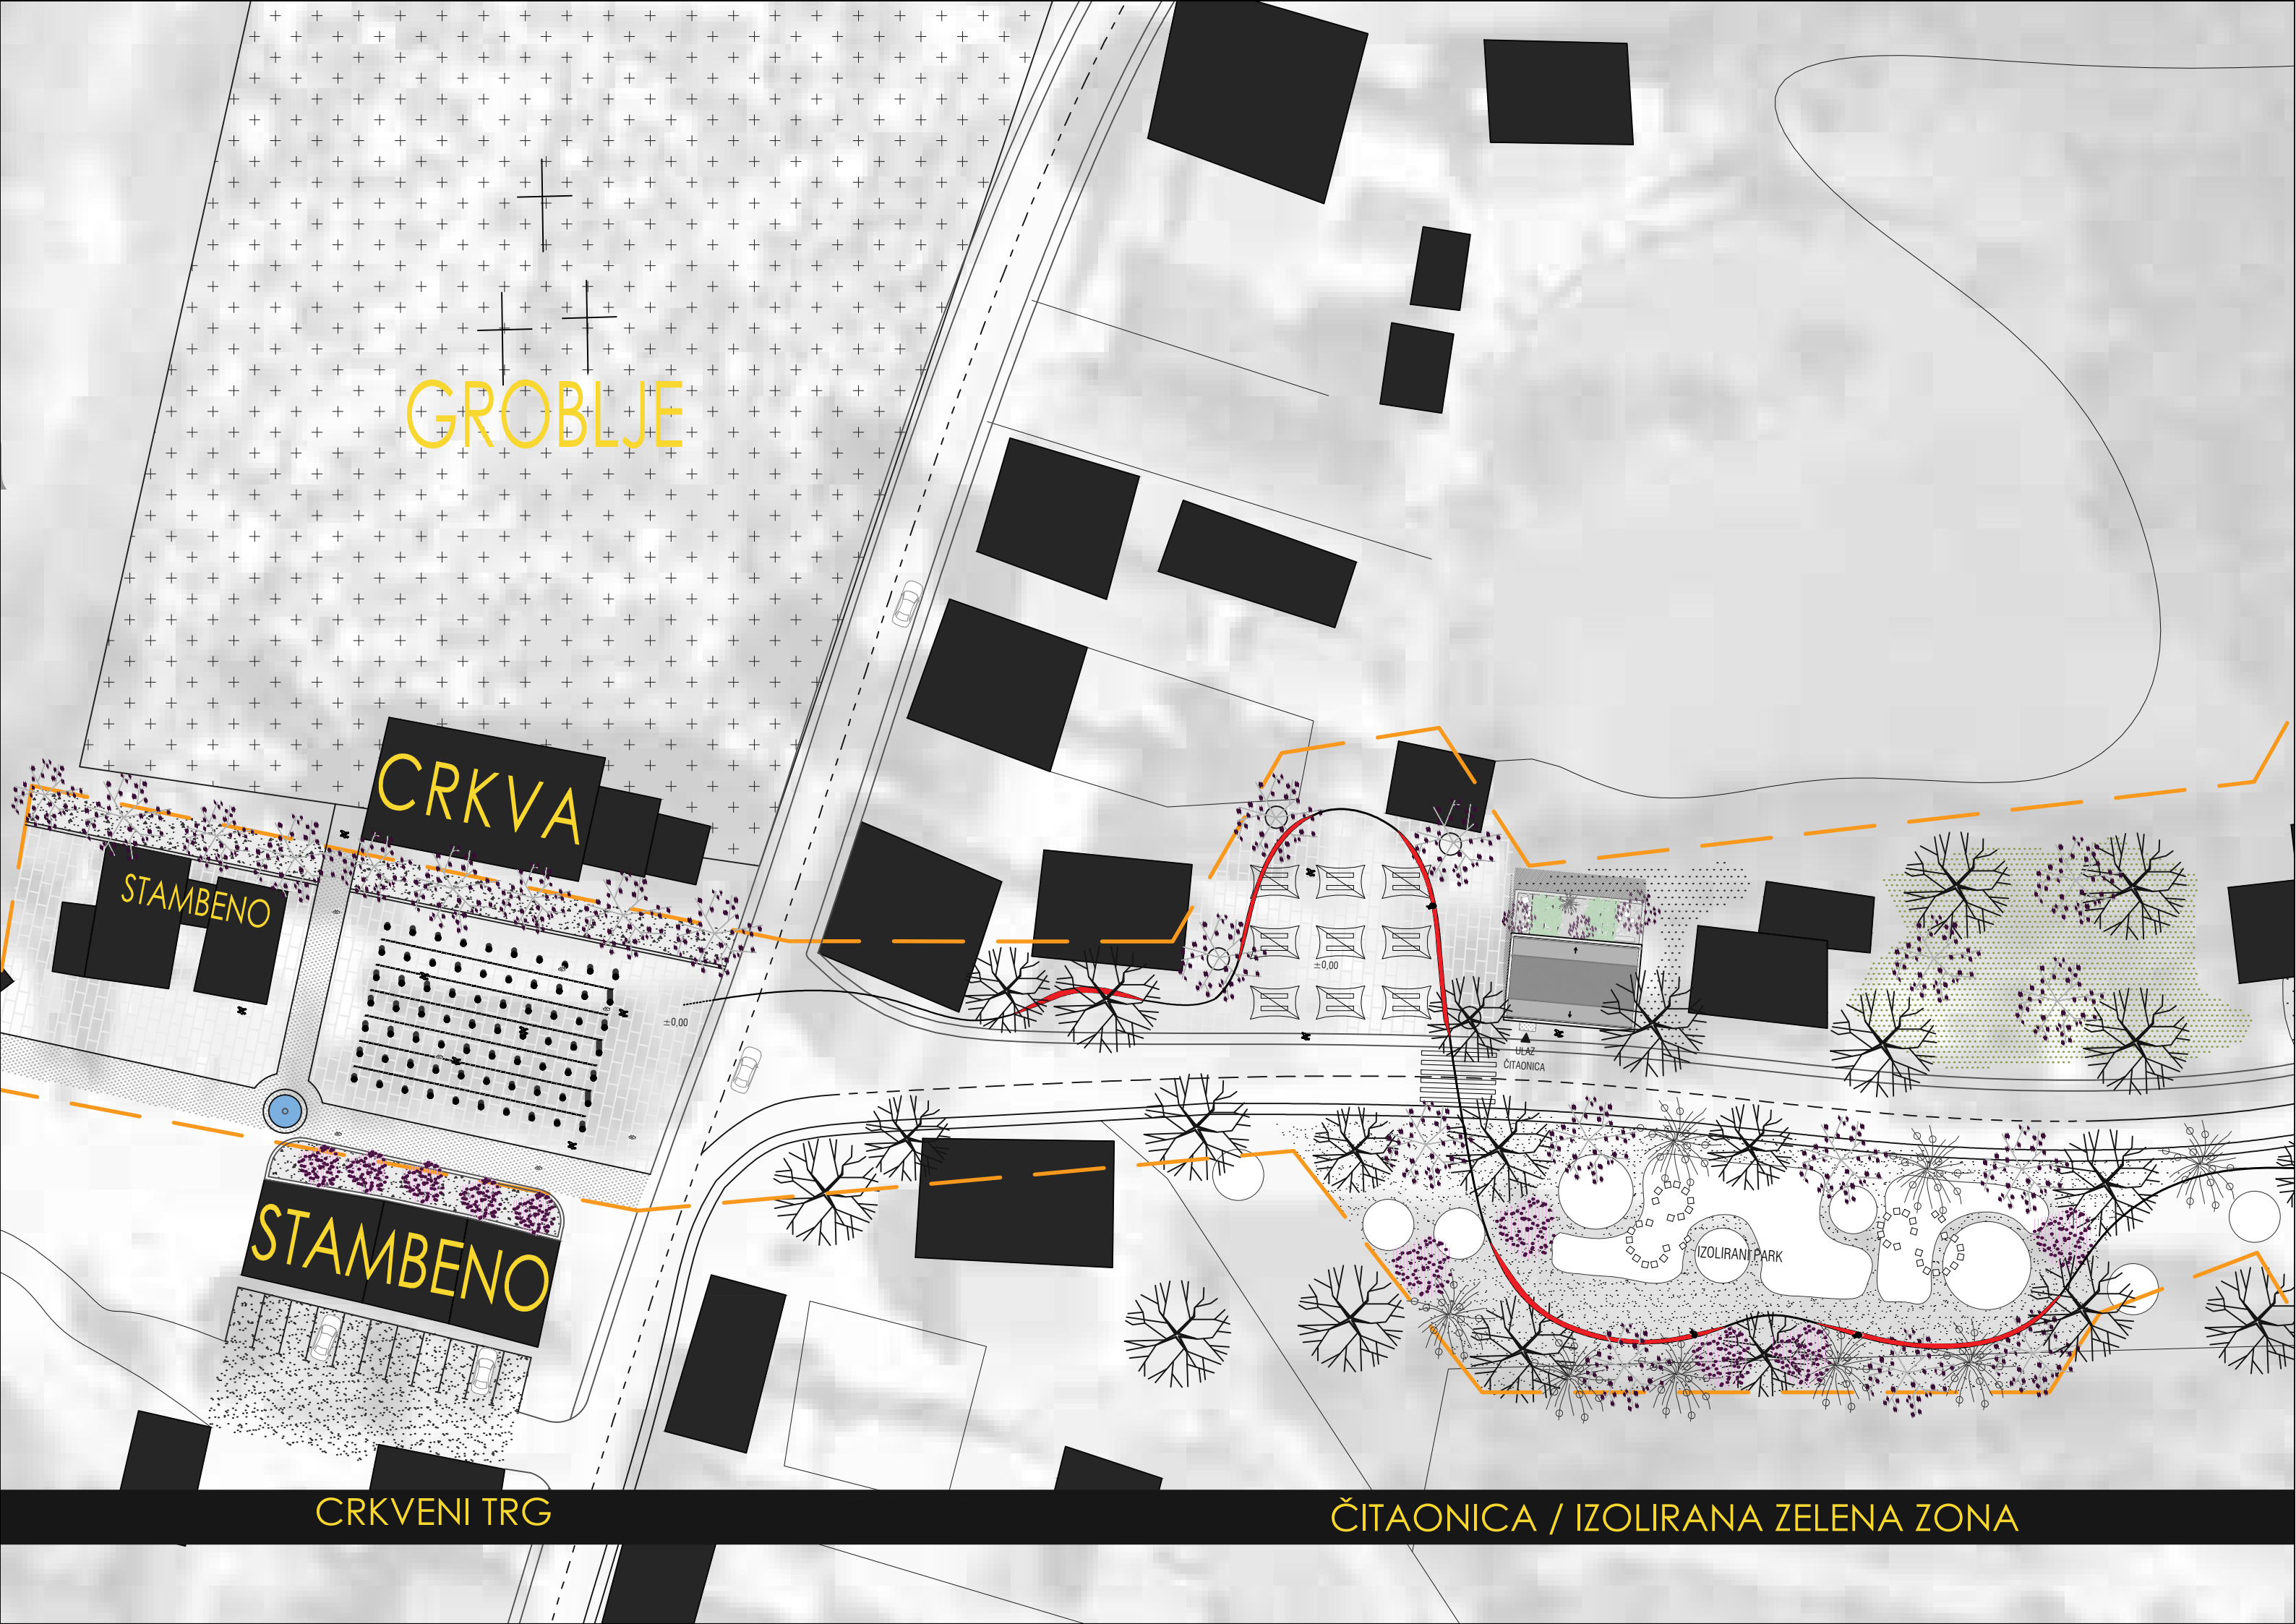 GROBLJE
CRKVA
STAMBENO
±0,00
±0,00
ULAZ
ČITAONICA
IZOLIRANI PARK
STAMBENO
CRKVENI TRG
ČITAONICA / IZOLIRANA ZELENA ZONA